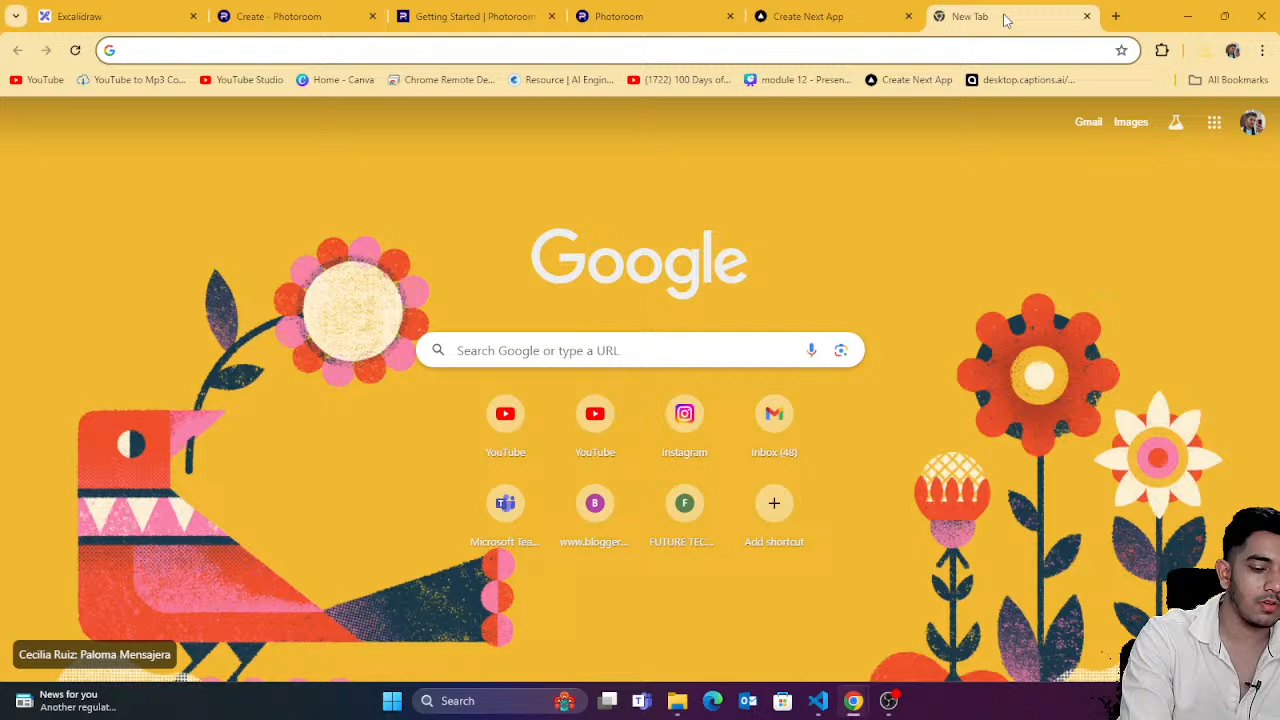 Excalidraw
Create - Photoroom
Getting Started | Photoroom
Photoroom
Create Next App
New Tab
YouTube
YouTube to Mp3 Co...
YouTube Studio
Home - Canva
Chrome Remote De...
Resource | AI Engin...
(1722) 100 Days of...
module 12 - Presen...
Create Next App
desktop.captions.ai/...
All Bookmarks
Gmail
Images
Google
Search Google or type a URL
YouTube
YouTube
Instagram
Inbox (48)
B
F
Microsoft Tea...
www.blogger...
FUTURE TEC...
Add shortcut
Cecilia Ruiz: Paloma Mensajera
News for you
Another regulat...
Search